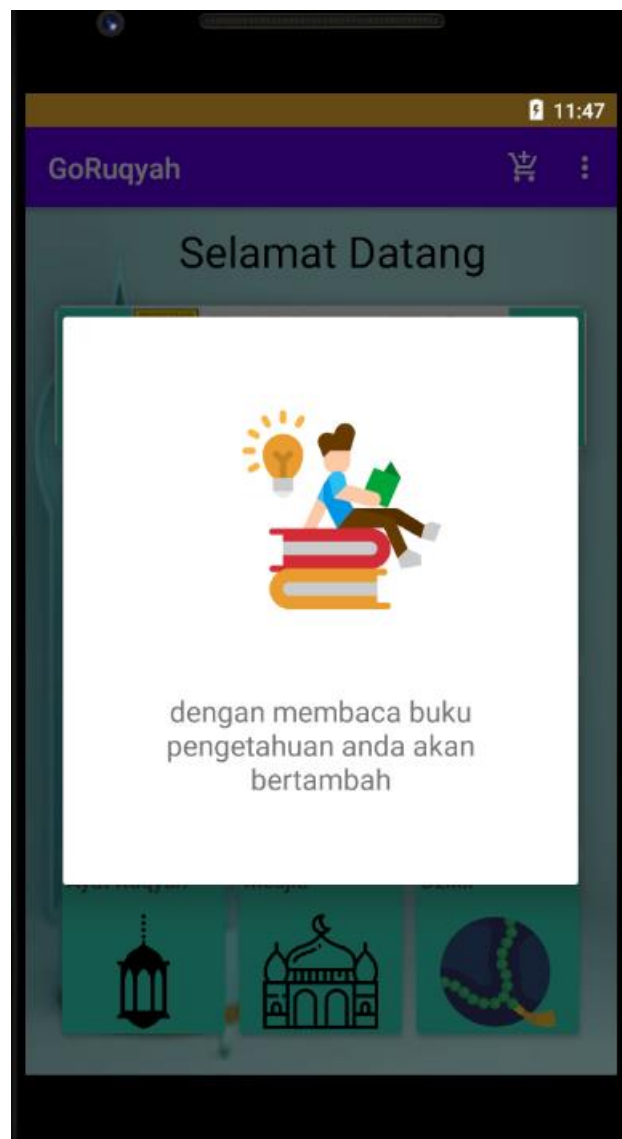 11:47
GoRuqyah
Selamat Datang
dengan membaca buku
pengetahuan anda akan
bertambah